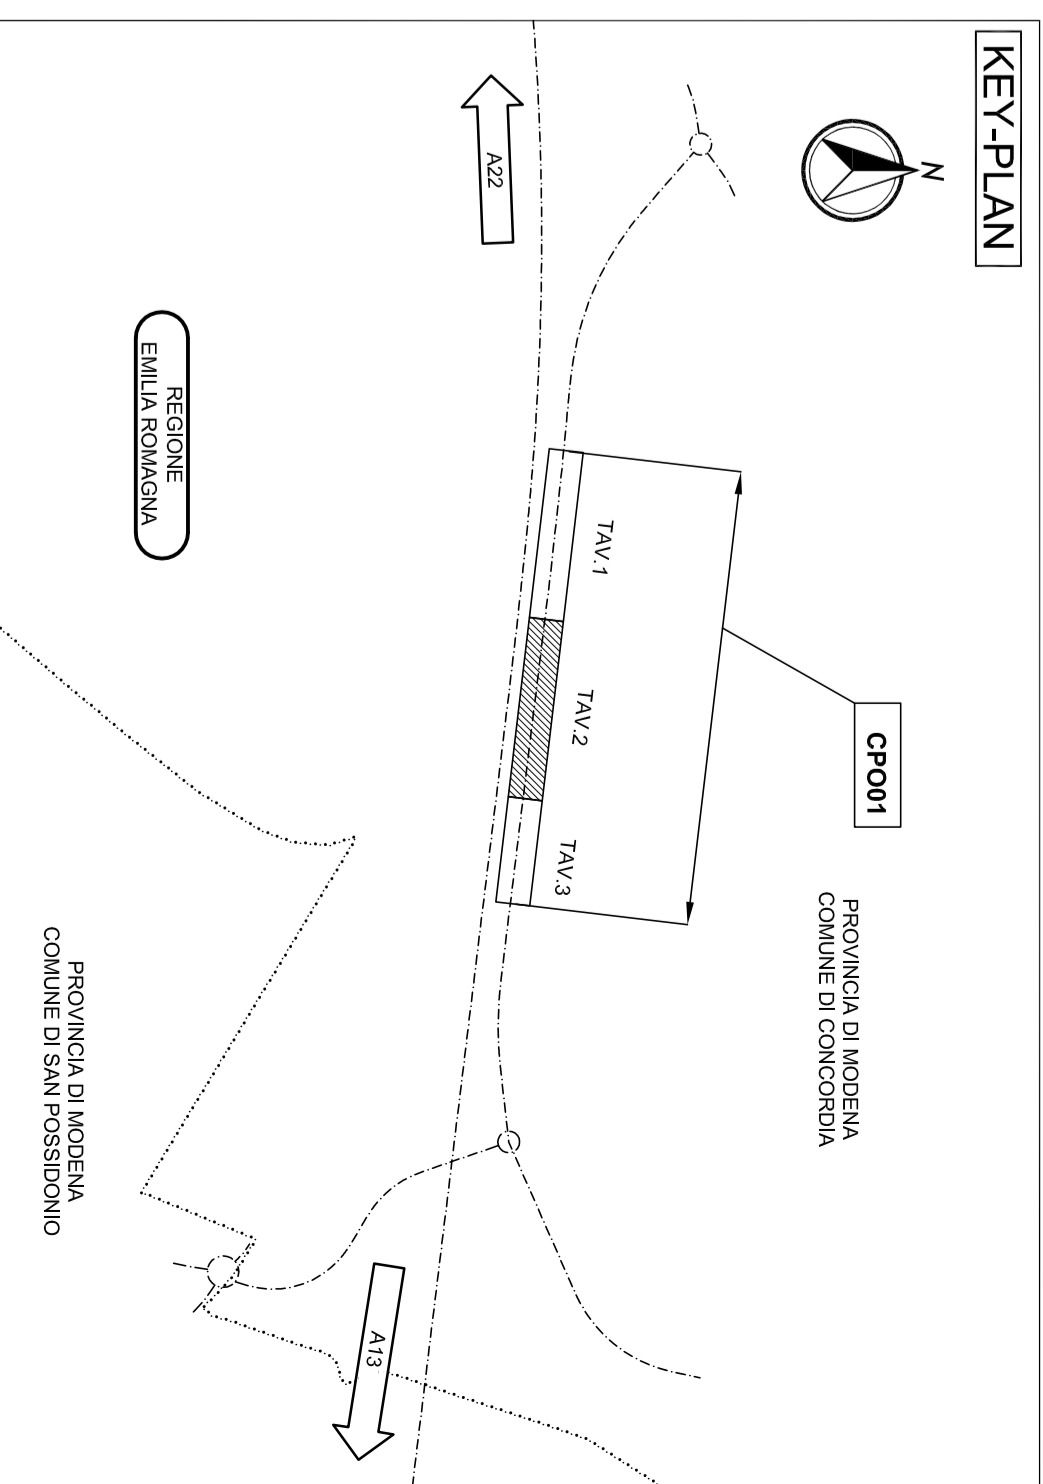 KEY-PLAN
N
A22
REGIONE
EMILIA ROMAGNA
TAV.1
TAV.2
TAV.3
CPO01
PROVINCIA DI MODENA
COMUNE DI CONCORDIA
PROVINCIA DI MODENA
COMUNE DI SAN POSSIDONIO
A13